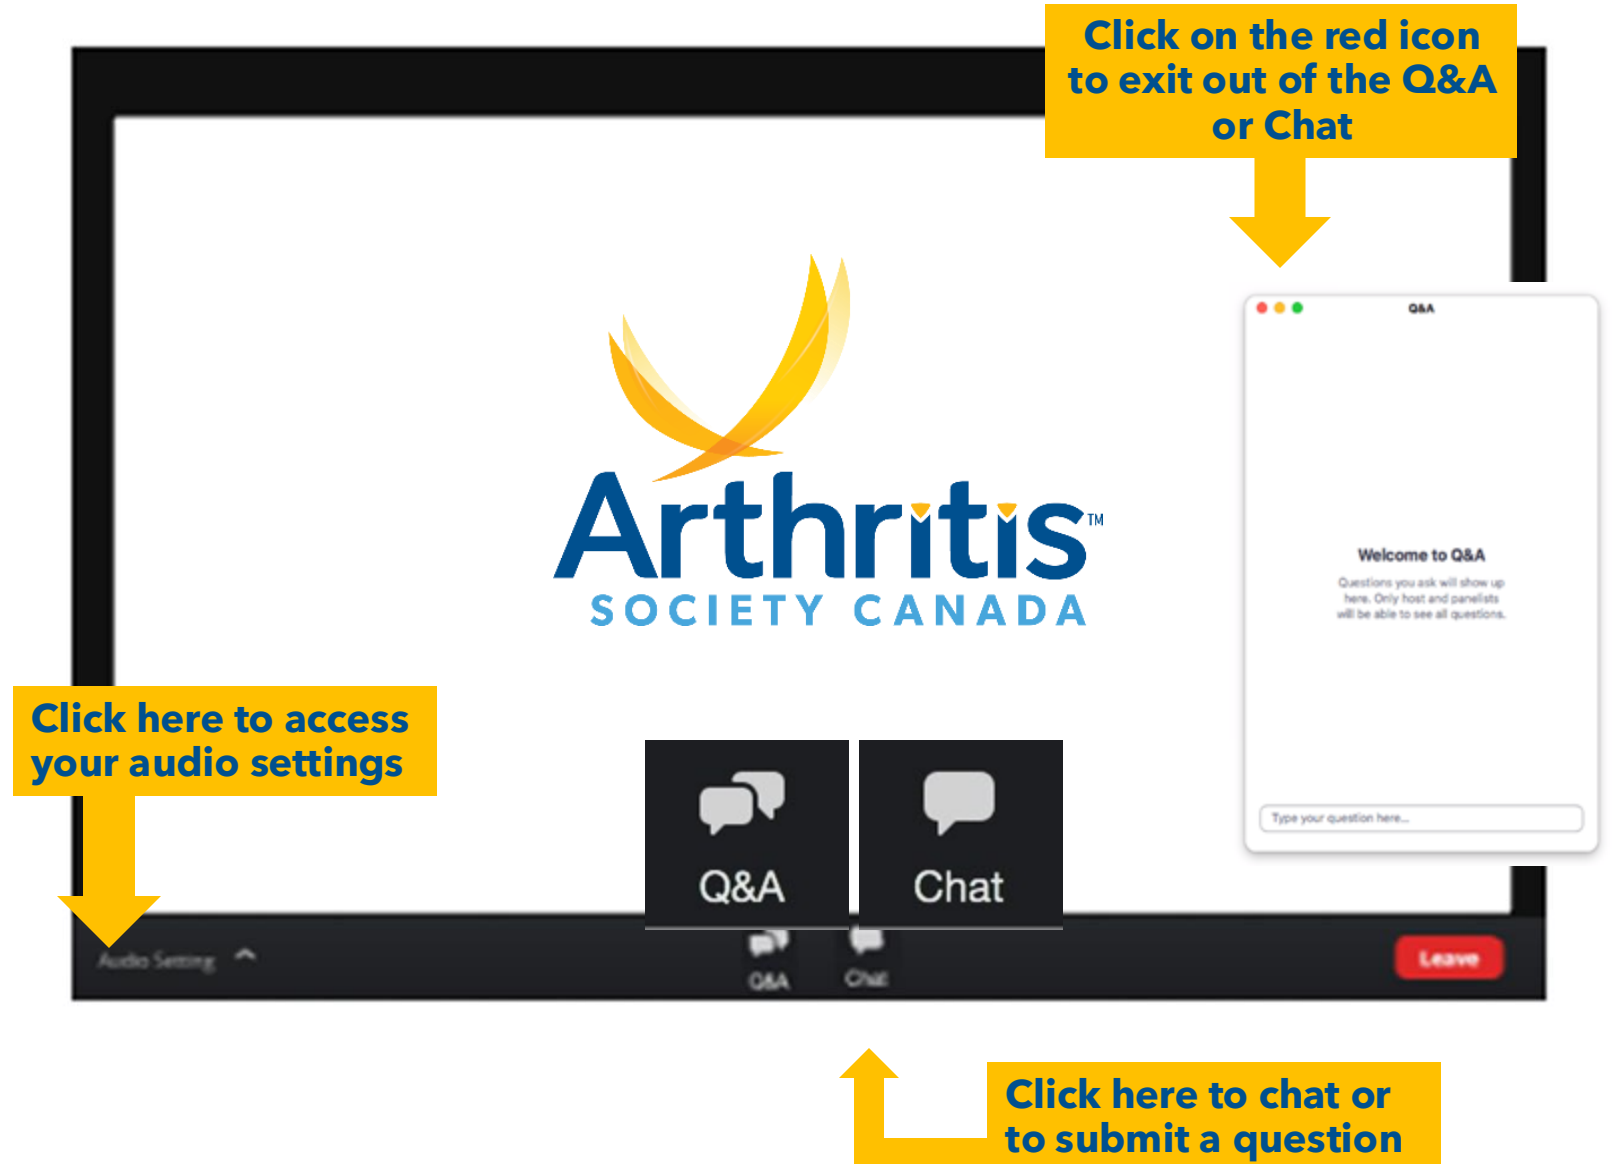 Click on the red icon
to exit out of the Q&A
or Chat
Q&A
Arthritis™
SOCIETY CANADA
Welcome to Q&A
Questions you ask will show up
here. Only host and panelists
will be able to see all questions.
Type your question here...
Click here to access
your audio settings
Q&A
Chat
Audio Setting
Q&A
Chat
Leave
Click here to chat or
to submit a question